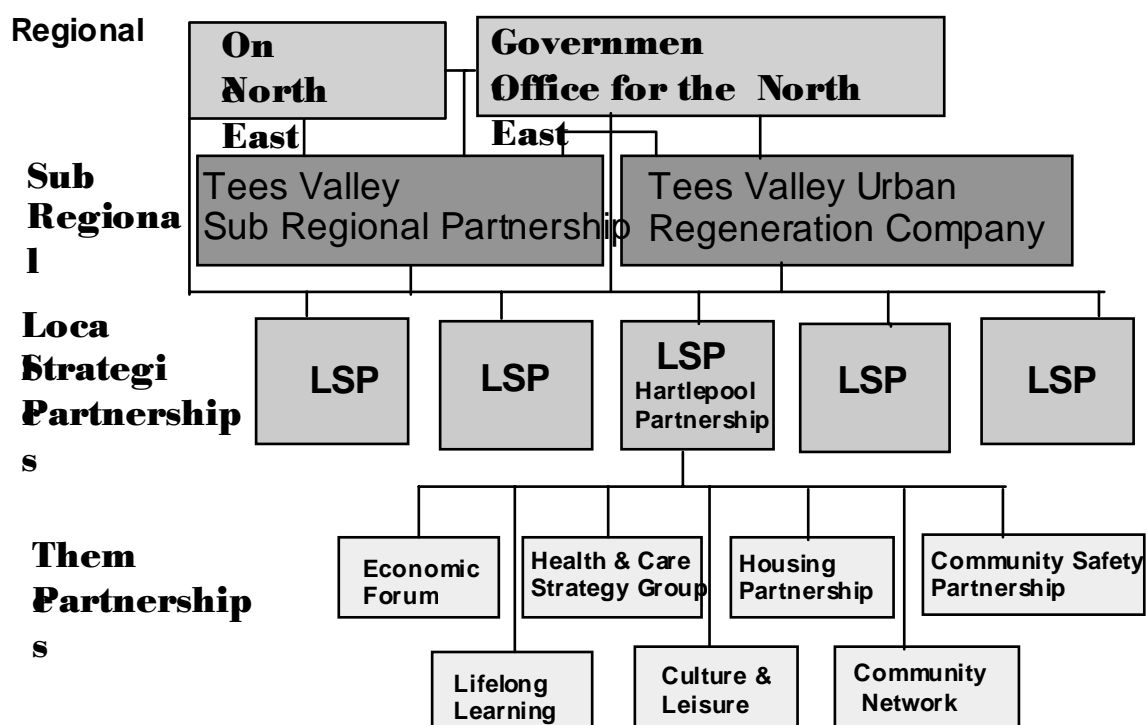 Regional
On
e
North
East
Governmen
t
Office for the North
East
Sub
Regiona
l
Tees Valley
Sub Regional Partnership
Tees Valley Urban
Regeneration Company
Loca
l
Strategi
c
Partnership
s
LSP
LSP
LSP
Hartlepool
Partnership
LSP
LSP
Them
e
Partnership
s
Economic
Forum
Health & Care
Strategy Group
Housing
Partnership
Community Safety
Partnership
Lifelong
Learning
Culture &
Leisure
Community
Network